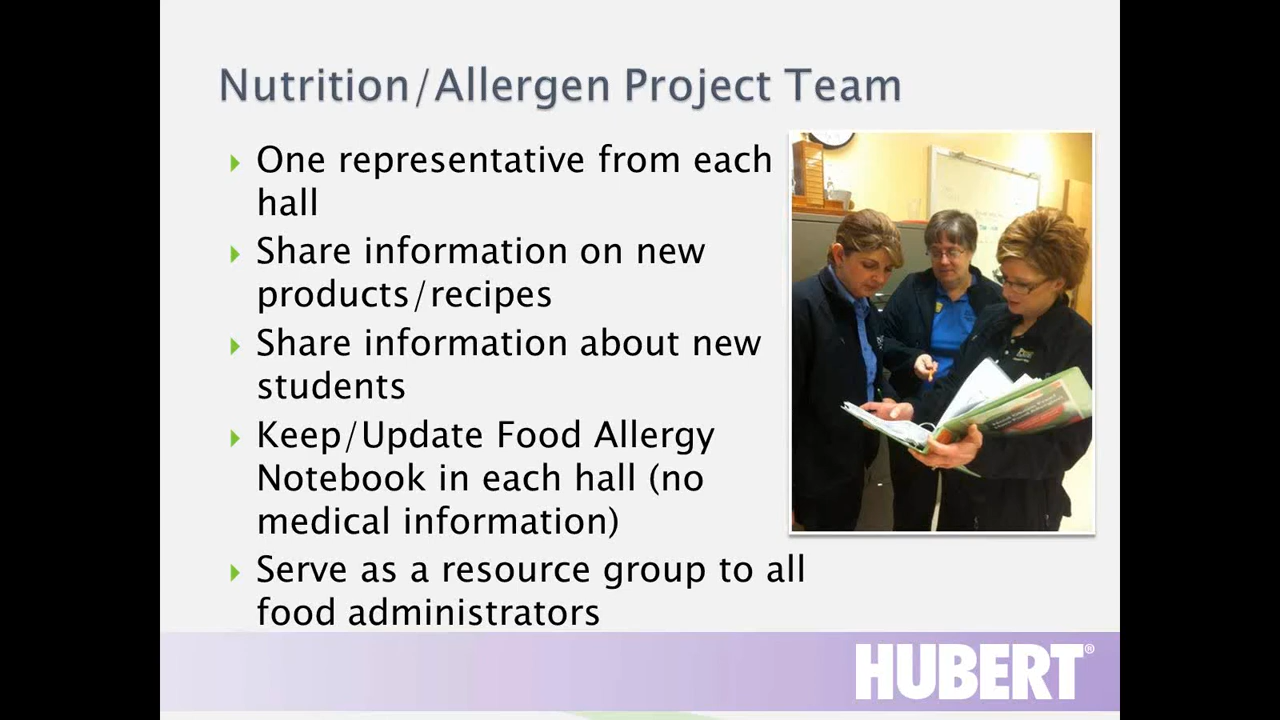 Nutrition/Allergen Project Team
One representative from each
hall
Share information on new
products/recipes
Share information about new
students
Keep/Update Food Allergy
Notebook in each hall (no
medical information)
Serve as a resource group to all
food administrators
HUBERT®